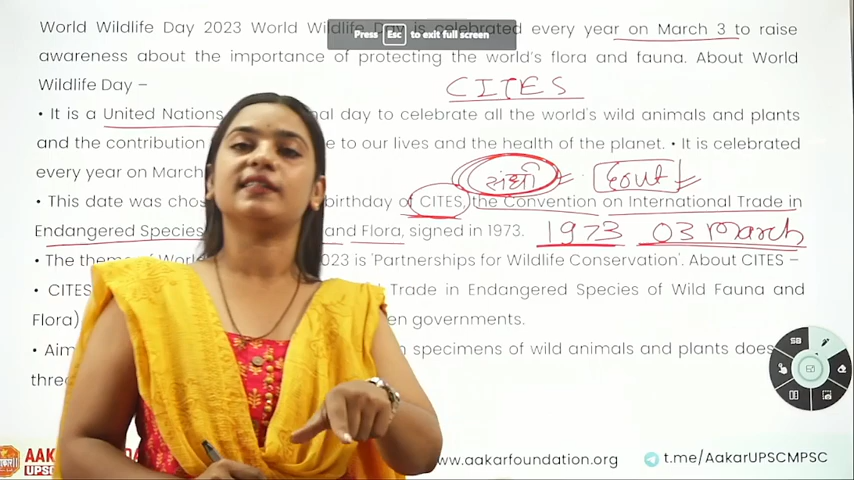 World Wildlife Day 2023 World Wildlife Day is celebrated every year on March 3 to raise
Press Esc to exit full screen
awareness about the importance of protecting the world's flora and fauna. About World
Wildlife Day –
CITES
• It is a United Nations nal day to celebrate all the world's wild animals and plants
and the contribution e to our lives and the health of the planet. • It is celebrated
every year on March
Gout
• This date was chos birthday of CITES, the Convention on International Trade in
Endangered Species and Flora, signed in 1973. 1973 03 March
• The theme of World 2023 is 'Partnerships for Wildlife Conservation'. About CITES –
• CITES Trade in Endangered Species of Wild Fauna and
Flora) en governments.
• Aim n specimens of wild animals and plants does
thre
SB
AAK
UPSC
www.aakarfoundation.org
t.me/AakarUPSCMPSC